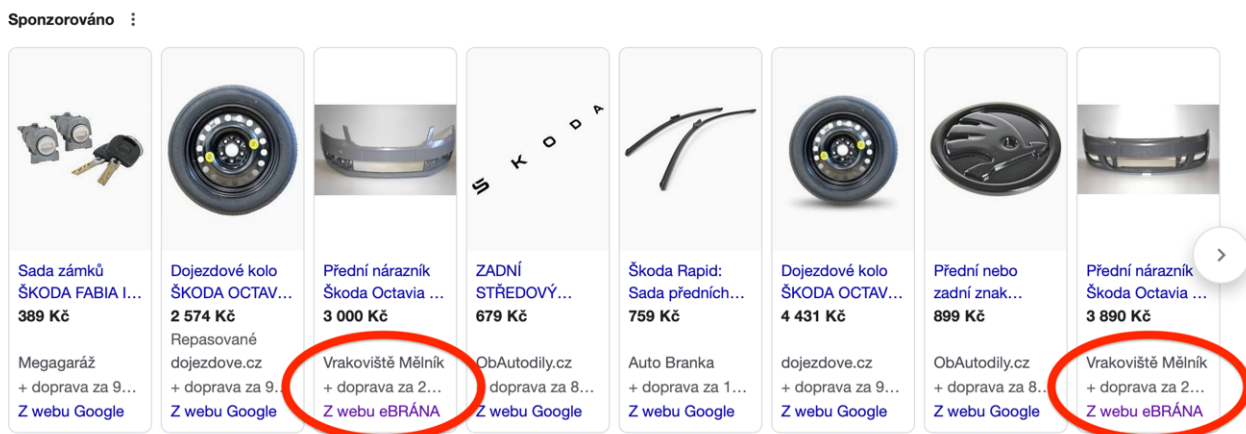 Sponzorováno
S K O D A
Sada zámků
ŠKODA FABIA I...
389 Kč
Megagaráž
+ doprava za 9...
Z webu Google
Dojezdové kolo
ŠKODA OCTAV...
2 574 Kč
Repasované
dojezdove.cz
+ doprava za 9...
Z webu Google
Přední nárazník
Škoda Octavia ...
3 000 Kč
Vrakoviště Mělník
+ doprava za 2...
Z webu eBRÁNA
ZADNÍ
STŘEDOVÝ...
679 Kč
ObAutodily.cz
doprava za 8...
Z webu Google
Škoda Rapid:
Sada předních...
759 Kč
Auto Branka
+ doprava za 1...
Z webu Google
Dojezdové kolo
ŠKODA OCTAV...
4 431 Kč
dojezdove.cz
+ doprava za 9...
Z webu Google
Přední nebo
zadní znak...
899 Kč
ObAutodily.cz
+ doprava za 8...
Z webu Google
Přední nárazník
Škoda Octavia ...
3 890 Kč
Vrakoviště Mělník
+ doprava za 2...
Z webu eBRÁNA